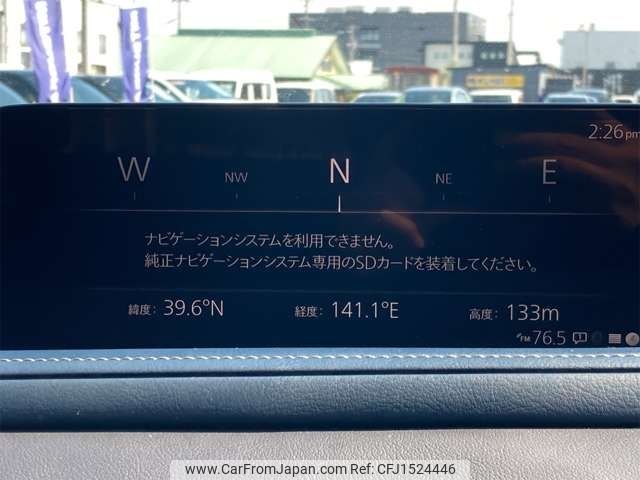 2:26pm
W NW N NE E
ナビゲーションシステムを利用できません。
純正ナビゲーションシステム専用のSDカードを装着してください。
緯度: 39.6°N 経度: 141.1°E 高度: 133m
FM 76.5
www.CarFromJapan.com | ID: CFJ1524446